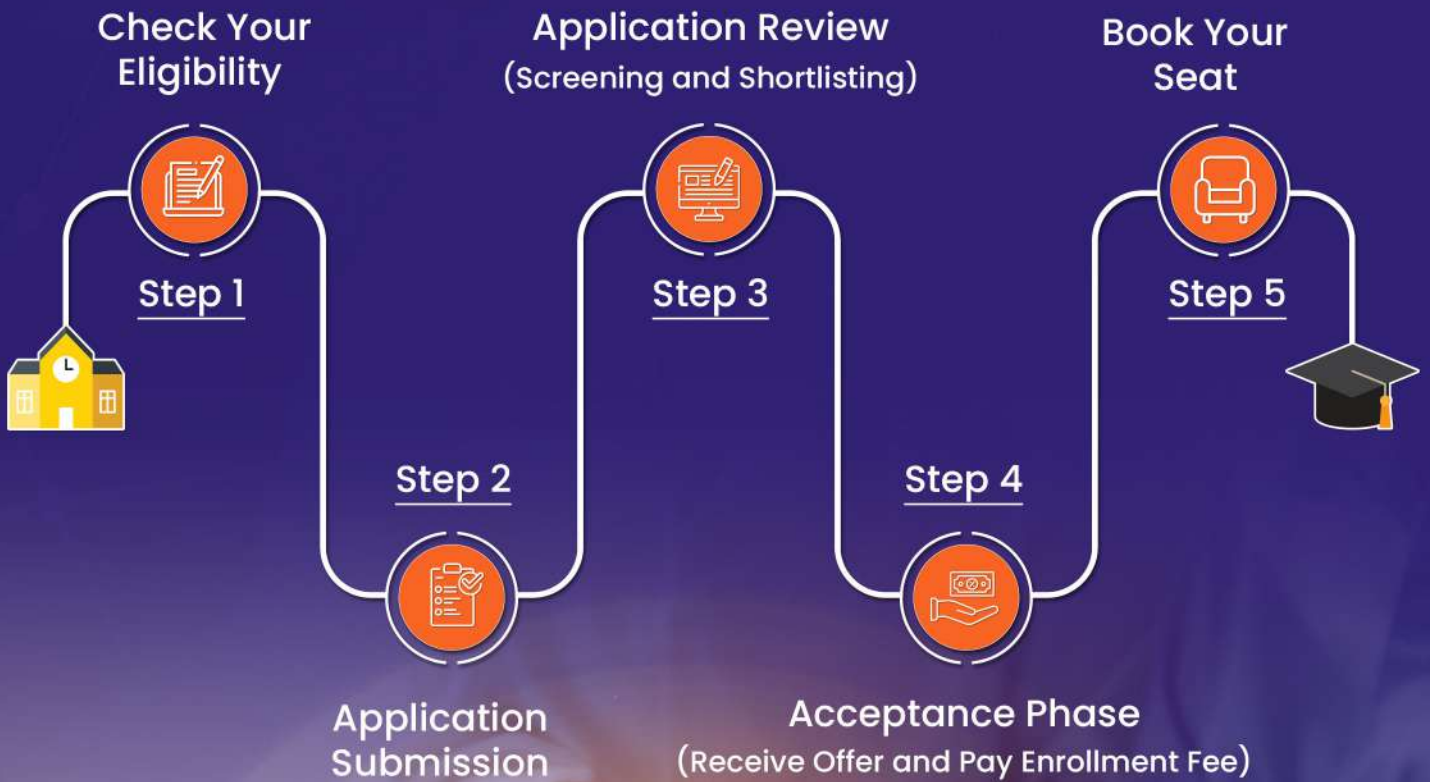 Check Your
Eligibility
Step 1
Step 2
Application
Submission
Application Review
(Screening and Shortlisting)
Step 3
Step 4
Acceptance Phase
(Receive Offer and Pay Enrollment Fee)
Book Your
Seat
Step 5